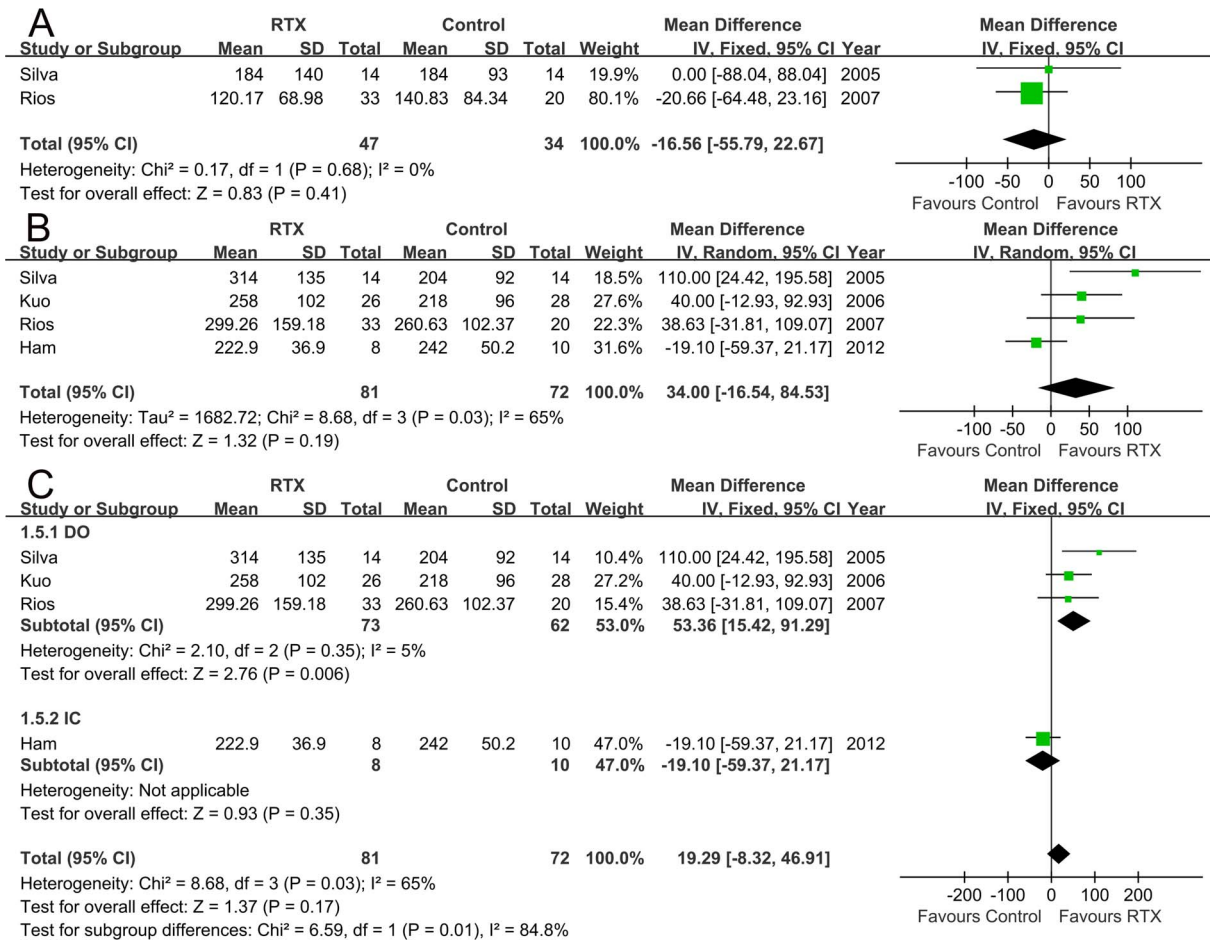 A
RTX Control Mean Difference Mean Difference
Study or Subgroup Mean SD Total Mean SD Total Weight IV, Fixed, 95% CI Year IV, Fixed, 95% CI
Silva 184 140 14 184 93 14 19.9% 0.00 [-88.04, 88.04] 2005
Rios 120.17 68.98 33 140.83 84.34 20 80.1% -20.66 [-64.48, 23.16] 2007
Total (95% CI) 47 34 100.0% -16.56 [-55.79, 22.67]
Heterogeneity: Chi² = 0.17, df = 1 (P = 0.68); I² = 0%
Test for overall effect: Z = 0.83 (P = 0.41)
-100 -50 0 50 100
Favours Control Favours RTX
B
RTX Control Mean Difference Mean Difference
Study or Subgroup Mean SD Total Mean SD Total Weight IV, Random, 95% CI Year IV, Random, 95% CI
Silva 314 135 14 204 92 14 18.5% 110.00 [24.42, 195.58] 2005
Kuo 258 102 26 218 96 28 27.6% 40.00 [-12.93, 92.93] 2006
Rios 299.26 159.18 33 260.63 102.37 20 22.3% 38.63 [-31.81, 109.07] 2007
Ham 222.9 36.9 8 242 50.2 10 31.6% -19.10 [-59.37, 21.17] 2012
Total (95% CI) 81 72 100.0% 34.00 [-16.54, 84.53]
Heterogeneity: Tau² = 1682.72; Chi² = 8.68, df = 3 (P = 0.03); I² = 65%
Test for overall effect: Z = 1.32 (P = 0.19)
-100 -50 0 50 100
Favours Control Favours RTX
C
RTX Control Mean Difference Mean Difference
Study or Subgroup Mean SD Total Mean SD Total Weight IV, Fixed, 95% CI Year IV, Fixed, 95% CI
1.5.1 DO
Silva 314 135 14 204 92 14 10.4% 110.00 [24.42, 195.58] 2005
Kuo 258 102 26 218 96 28 27.2% 40.00 [-12.93, 92.93] 2006
Rios 299.26 159.18 33 260.63 102.37 20 15.4% 38.63 [-31.81, 109.07] 2007
Subtotal (95% CI) 73 62 53.0% 53.36 [15.42, 91.29]
Heterogeneity: Chi² = 2.10, df = 2 (P = 0.35); I² = 5%
Test for overall effect: Z = 2.76 (P = 0.006)
1.5.2 IC
Ham 222.9 36.9 8 242 50.2 10 47.0% -19.10 [-59.37, 21.17] 2012
Subtotal (95% CI) 8 10 47.0% -19.10 [-59.37, 21.17]
Heterogeneity: Not applicable
Test for overall effect: Z = 0.93 (P = 0.35)
Total (95% CI) 81 72 100.0% 19.29 [-8.32, 46.91]
Heterogeneity: Chi² = 8.68, df = 3 (P = 0.03); I² = 65%
Test for overall effect: Z = 1.37 (P = 0.17)
Test for subgroup differences: Chi² = 6.59, df = 1 (P = 0.01), I² = 84.8%
-200 -100 0 100 200
Favours Control Favours RTX